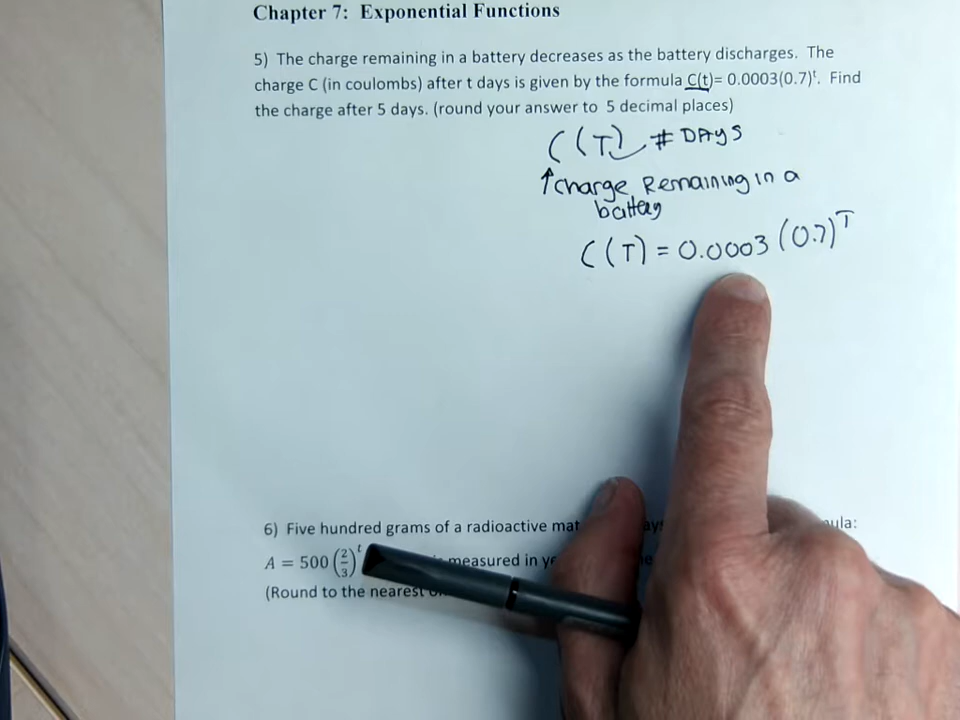 Chapter 7: Exponential Functions
5) The charge remaining in a battery decreases as the battery discharges. The
charge C (in coulombs) after t days is given by the formula C(t)= 0.0003(0.7)ᵗ. Find
the charge after 5 days. (round your answer to 5 decimal places)
C(T) # DAYS
↑charge Remaining in a
battery
C(T) = 0.0003 (0.7)ᵀ
6) Five hundred grams of a radioactive
A = 500(2/3)ᵗ measured in
(Round to the nearest